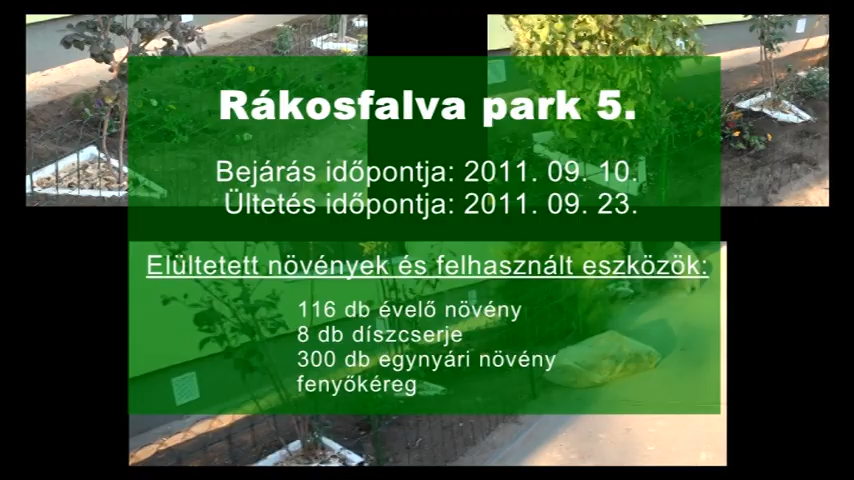 Rákosfalva park 5.
Bejárás időpontja: 2011. 09. 10.
Ültetés időpontja: 2011. 09. 23.
Elültetett növények és felhasznált eszközök:
116 db évelő növény
8 db díszcserje
300 db egynyári növény
fenyőkéreg